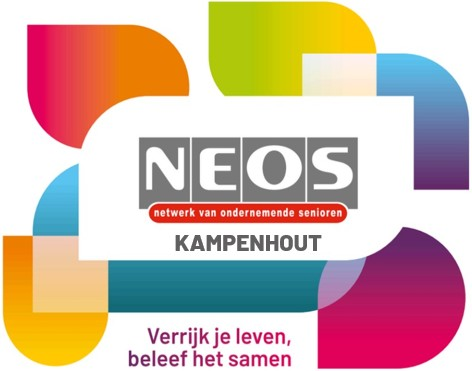 NEOS
netwerk van ondernemende senioren
KAMPENHOUT
Verrijk je leven,
beleef het samen